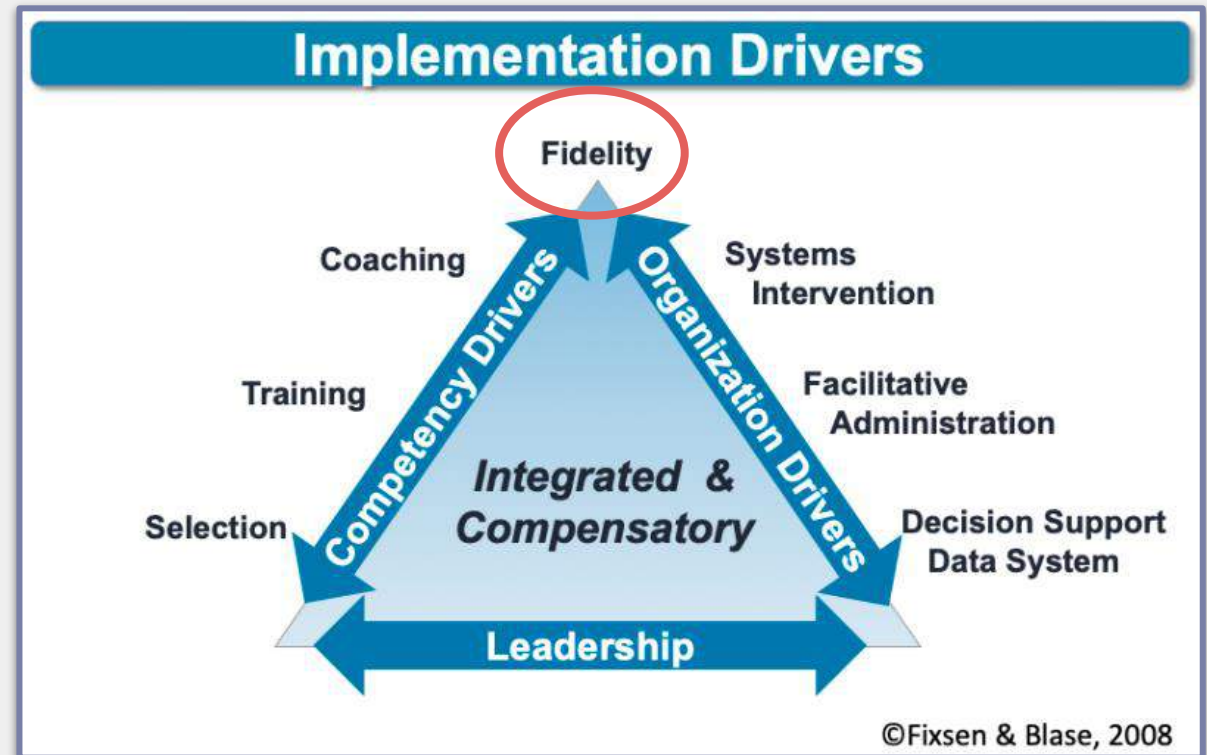 Implementation Drivers
Fidelity
Coaching
Training
Selection
Competency Drivers
Integrated &
Compensatory
Organization Drivers
Systems
Intervention
Facilitative
Administration
Decision Support
Data System
Leadership
©Fixsen & Blase, 2008